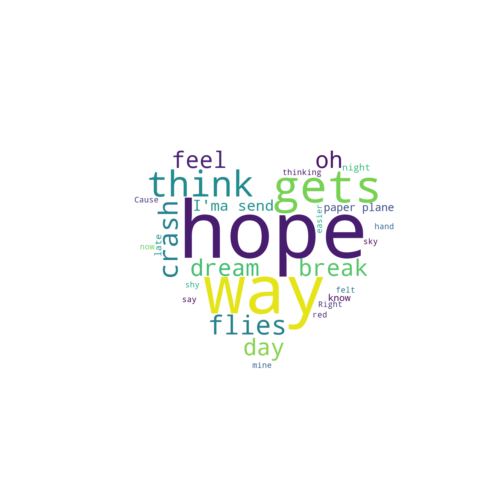 feel
oh
night
thinking
think
gets
Cause
I'ma send
easier
paper plane
crash
hope
hand
now
late
sky
dream
break
shy
way
felt
say
know
Right
flies
red
day
mine